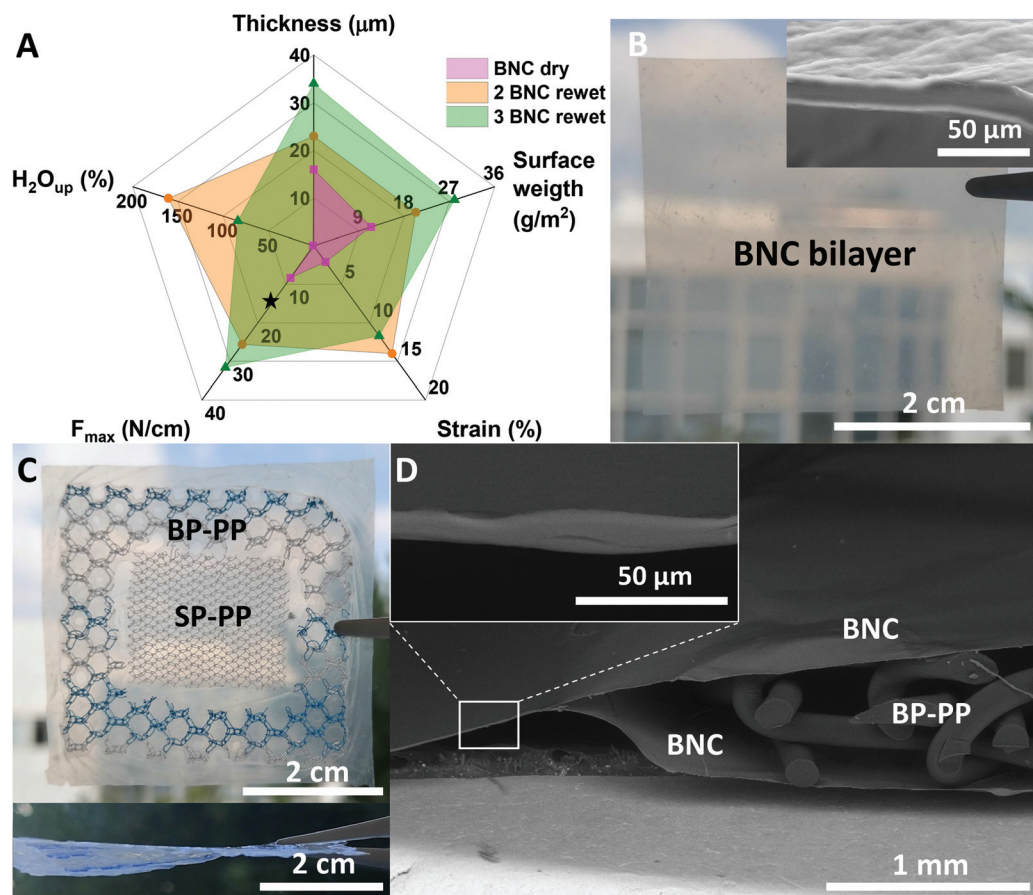 A
Thickness (µm)
40
30
20
10
BNC dry
2 BNC rewet
3 BNC rewet
H₂Oup (%)
200
150
100
50
Surface
weigth
(g/m²)
36
27
18
9
5
10
15
20
Strain (%)
10
20
30
40
Fmax (N/cm)
B
50 µm
BNC bilayer
2 cm
C
BP-PP
SP-PP
2 cm
2 cm
D
50 µm
BNC
BP-PP
BNC
1 mm